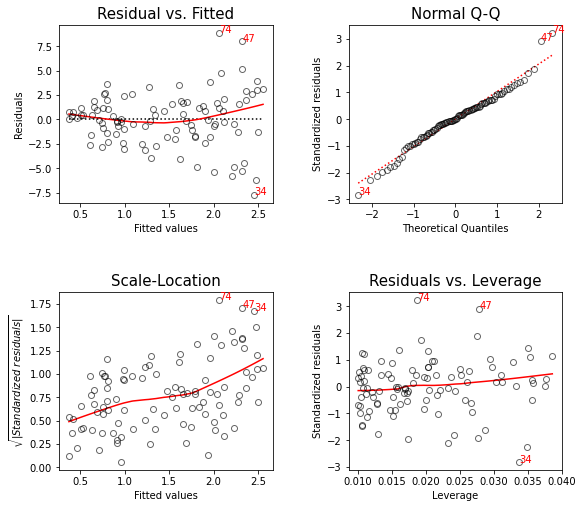 Residual vs. Fitted
Residuals
7.5
5.0
2.5
0.0
−2.5
−5.0
−7.5
74
47
34
0.5 1.0 1.5 2.0 2.5
Fitted values
Normal Q-Q
Standardized residuals
3
2
1
0
−1
−2
−3
74
47
34
−2 −1 0 1 2
Theoretical Quantiles
Scale-Location
√|Standardized residuals|
1.75
1.50
1.25
1.00
0.75
0.50
0.25
0.00
74
47
34
0.5 1.0 1.5 2.0 2.5
Fitted values
Residuals vs. Leverage
Standardized residuals
3
2
1
0
−1
−2
−3
74
47
34
0.010 0.015 0.020 0.025 0.030 0.035 0.040
Leverage